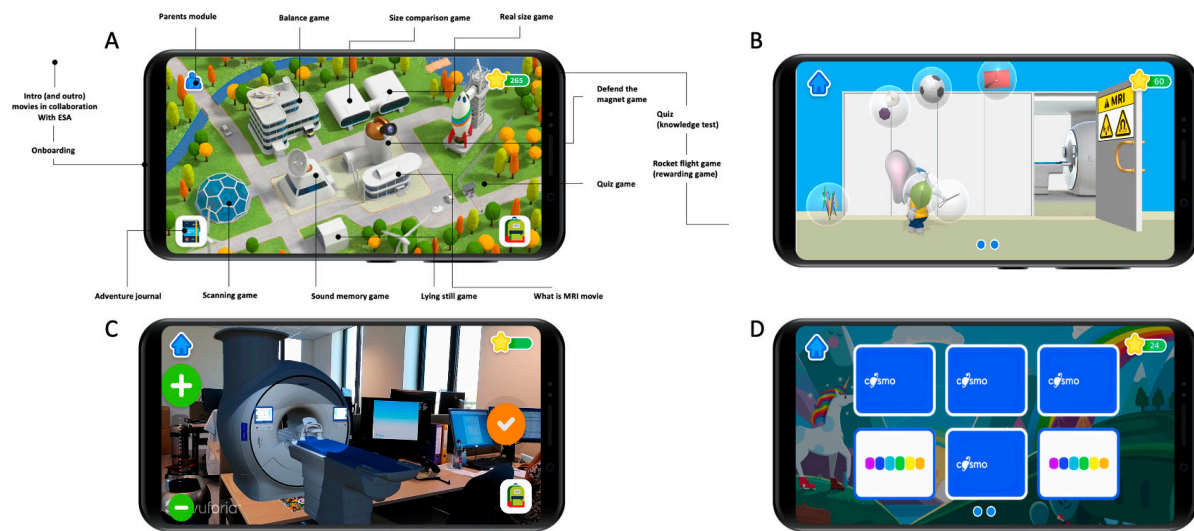 Parents module
Balance game
Size comparison game
Real size game
A
B
265
60
Intro (and outro)
movies in collaboration
With ESA
Onboarding
Defend the
magnet game
Quiz
(knowledge test)
Rocket flight game
(rewarding game)
Quiz game
MRI
Adventure journal
Scanning game
Sound memory game
Lying still game
What is MRI movie
C
D
24
cosmo
cosmo
cosmo
cosmo
vuforia